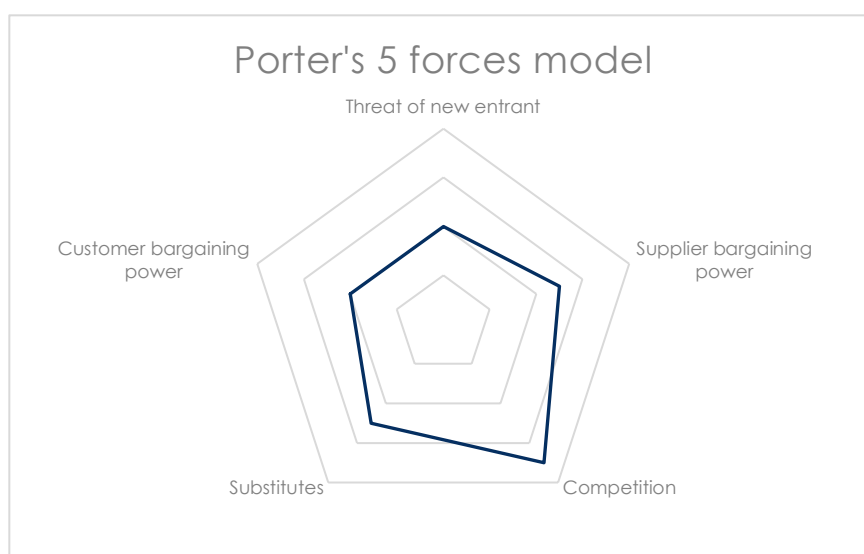 Porter's 5 forces model
Threat of new entrant
Supplier bargaining
power
Competition
Substitutes
Customer bargaining
power